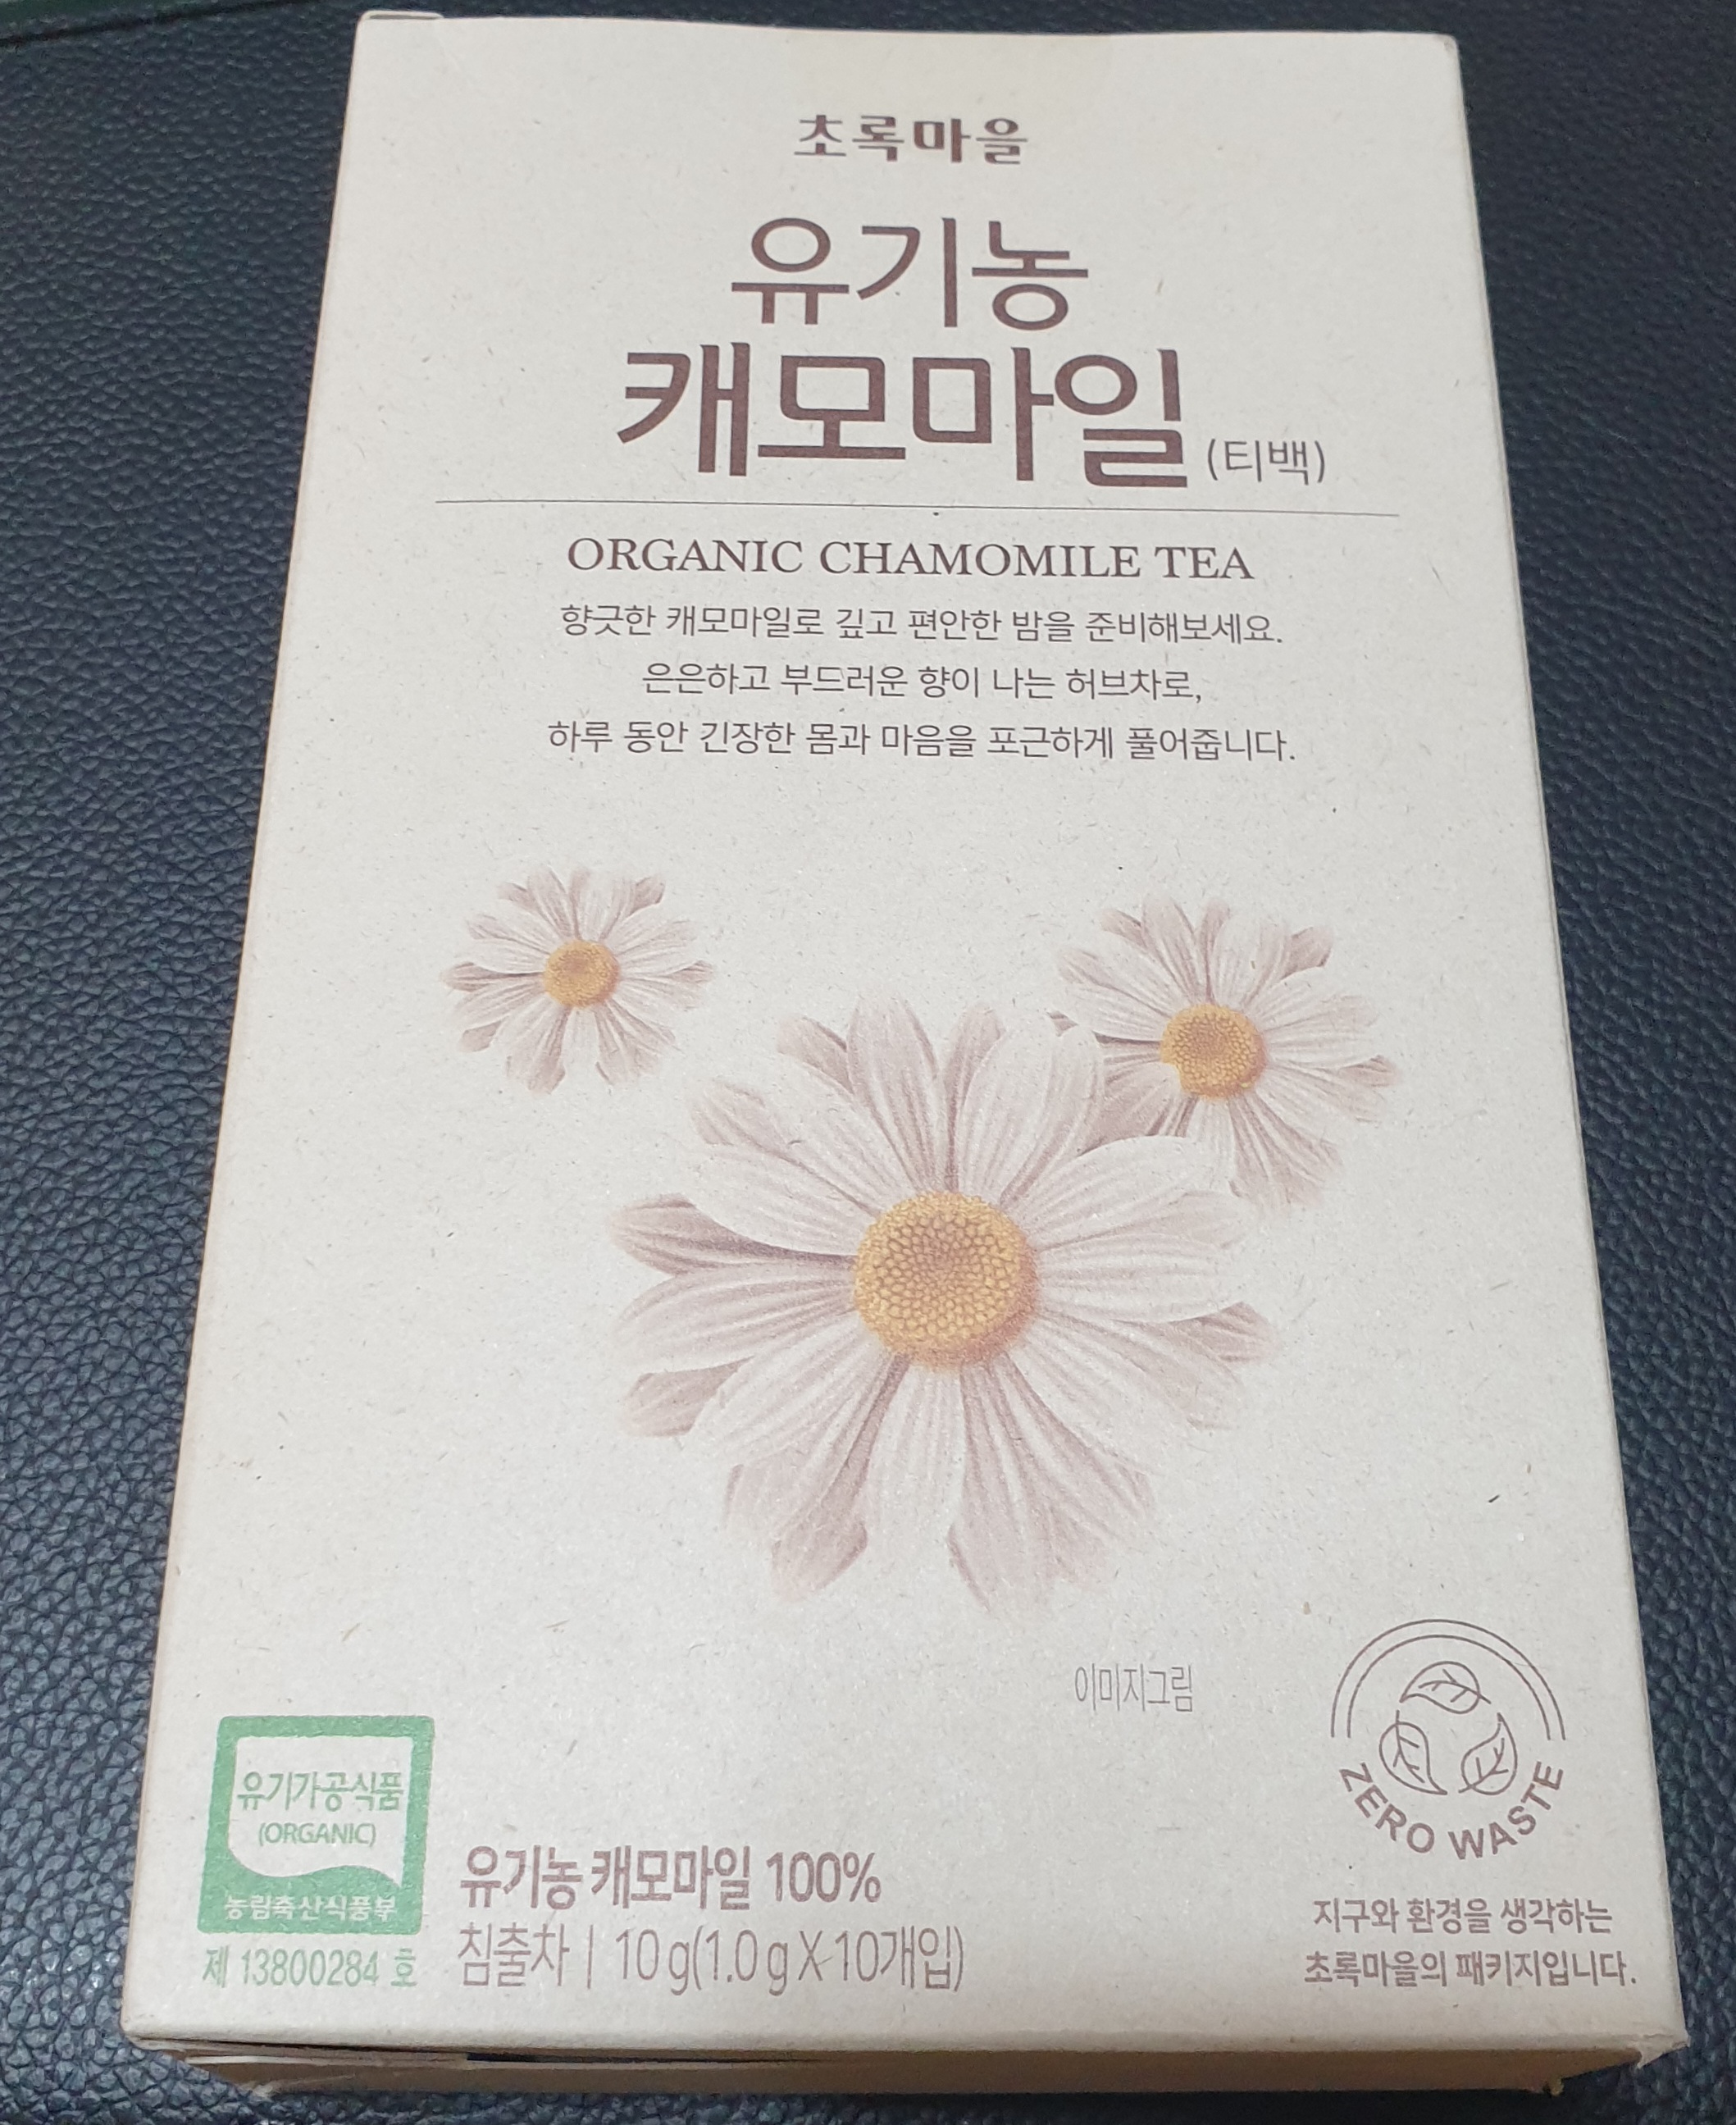 초록마을
유기농
캐모마일 (티백)
ORGANIC CHAMOMILE TEA
향긋한 캐모마일로 깊고 편안한 밤을 준비해보세요.
은은하고 부드러운 향이 나는 허브차로,
하루 동안 긴장한 몸과 마음을 포근하게 풀어줍니다.
이미지그림
유기가공식품
(ORGANIC)
농림축산식품부
제 13800284 호
유기농 캐모마일 100%
침출차 | 10 g(1.0 g X 10개입)
ZERO WASTE
지구와 환경을 생각하는
초록마을의 패키지입니다.